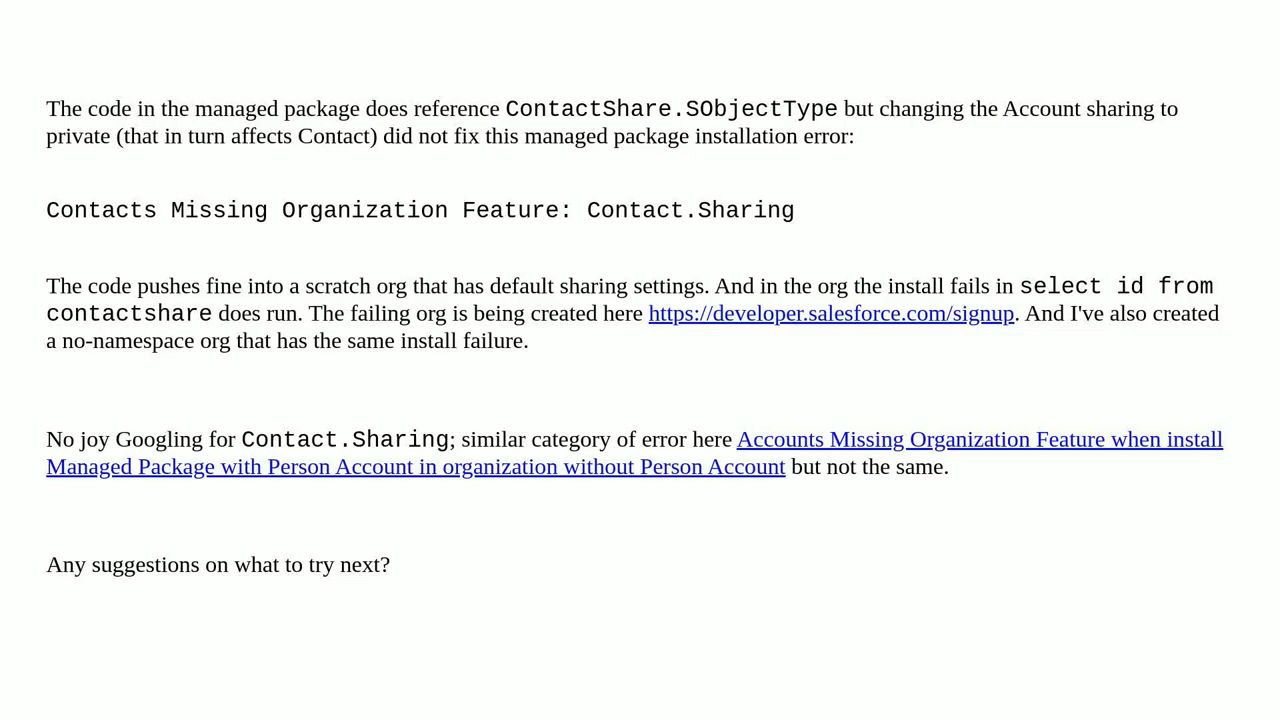 The code in the managed package does reference ContactShare.SObjectType but changing the Account sharing to
private (that in turn affects Contact) did not fix this managed package installation error:
Contacts Missing Organization Feature: Contact.Sharing
The code pushes fine into a scratch org that has default sharing settings. And in the org the install fails in select id from
contactshare does run. The failing org is being created here https://developer.salesforce.com/signup. And I've also created
a no-namespace org that has the same install failure.
No joy Googling for Contact.Sharing; similar category of error here Accounts Missing Organization Feature when install
Managed Package with Person Account in organization without Person Account but not the same.
Any suggestions on what to try next?